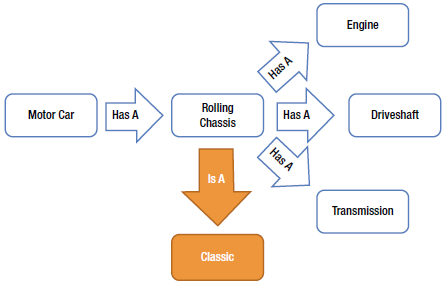 Engine
Has A
Motor Car
Has A
Rolling
Chassis
Has A
Driveshaft
Has A
Is A
Transmission
Classic